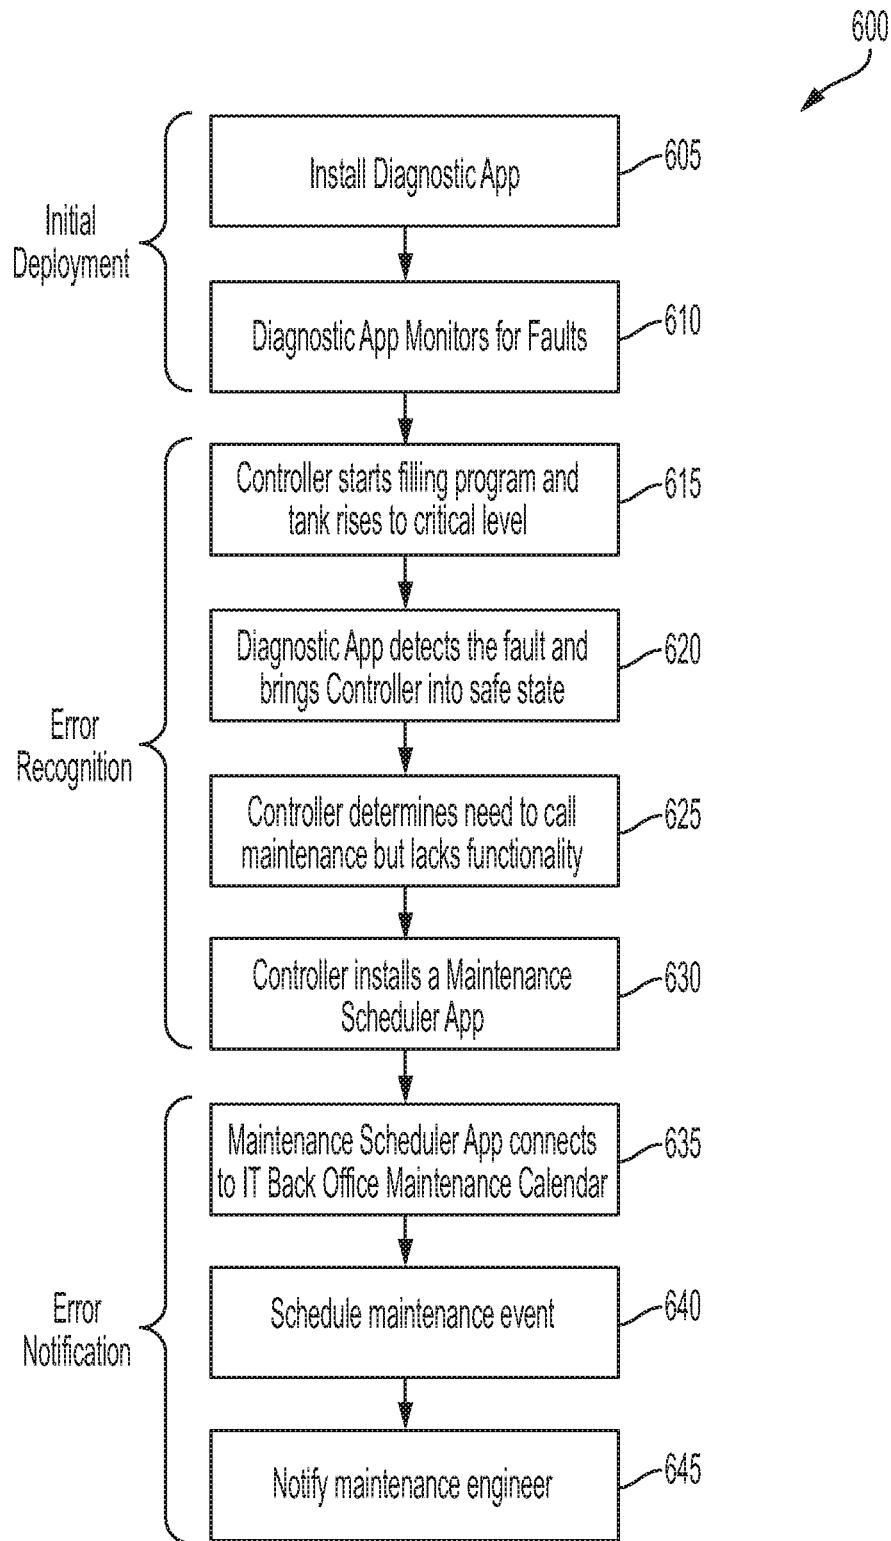 600
Install Diagnostic App
605
Initial
Deployment
Diagnostic App Monitors for Faults
610
Controller starts filling program and
tank rises to critical level
615
Diagnostic App detects the fault and
brings Controller into safe state
620
Error
Recognition
Controller determines need to call
maintenance but lacks functionality
625
Controller installs a Maintenance
Scheduler App
630
Maintenance Scheduler App connects
to IT Back Office Maintenance Calendar
635
Error
Notification
Schedule maintenance event
640
Notify maintenance engineer
645